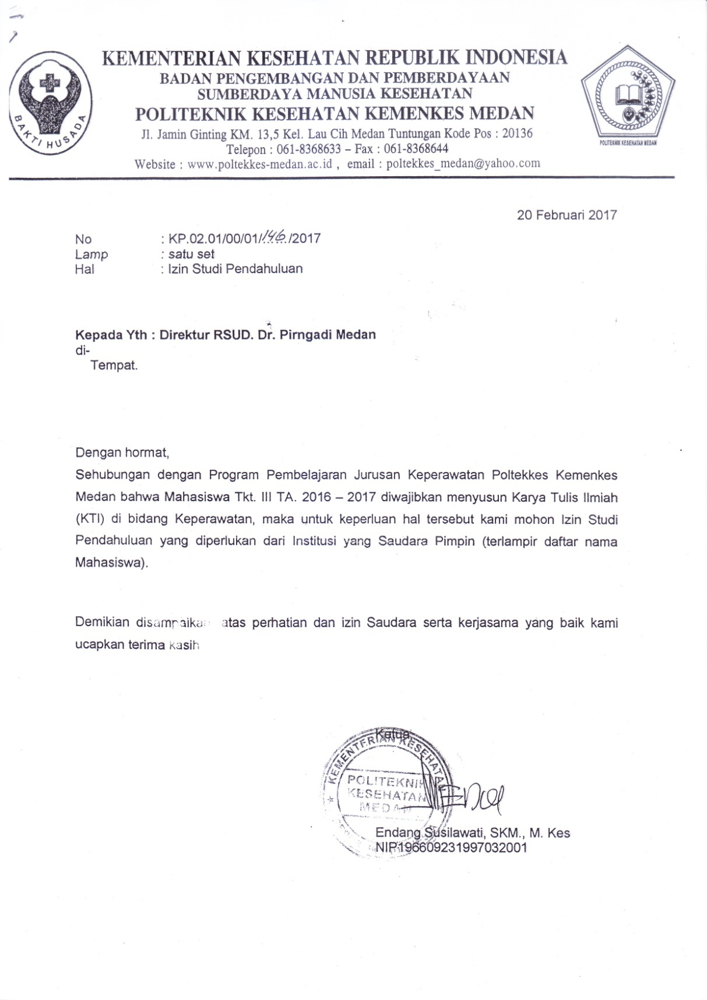 KEMENTERIAN KESEHATAN REPUBLIK INDONESIA
BADAN PENGEMBANGAN DAN PEMBERDAYAAN
SUMBERDAYA MANUSIA KESEHATAN
POLITEKNIK KESEHATAN KEMENKES MEDAN
Jl. Jamin Ginting KM. 13,5 Kel. Lau Cih Medan Tuntungan Kode Pos : 20136
Telepon : 061-8368633 – Fax : 061-8368644
Website : www.poltekkes-medan.ac.id , email : poltekkes_medan@yahoo.com
BAKTI HUSADA
POLITEKNIK KESEHATAN MEDAN
20 Februari 2017
No : KP.02.01/00/01/146/2017
Lamp : satu set
Hal : Izin Studi Pendahuluan
Kepada Yth : Direktur RSUD. Dr. Pirngadi Medan
di-
Tempat.
Dengan hormat,
Sehubungan dengan Program Pembelajaran Jurusan Keperawatan Poltekkes Kemenkes
Medan bahwa Mahasiswa Tkt. III TA. 2016 – 2017 diwajibkan menyusun Karya Tulis Ilmiah
(KTI) di bidang Keperawatan, maka untuk keperluan hal tersebut kami mohon Izin Studi
Pendahuluan yang diperlukan dari Institusi yang Saudara Pimpin (terlampir daftar nama
Mahasiswa).
Demikian disampaikan atas perhatian dan izin Saudara serta kerjasama yang baik kami
ucapkan terima kasih
Ketua,
KEMENTERIAN KESEHATAN
POLITEKNIK
KESEHATAN
MEDAN
Endang Susilawati, SKM., M. Kes
NIP.196609231997032001